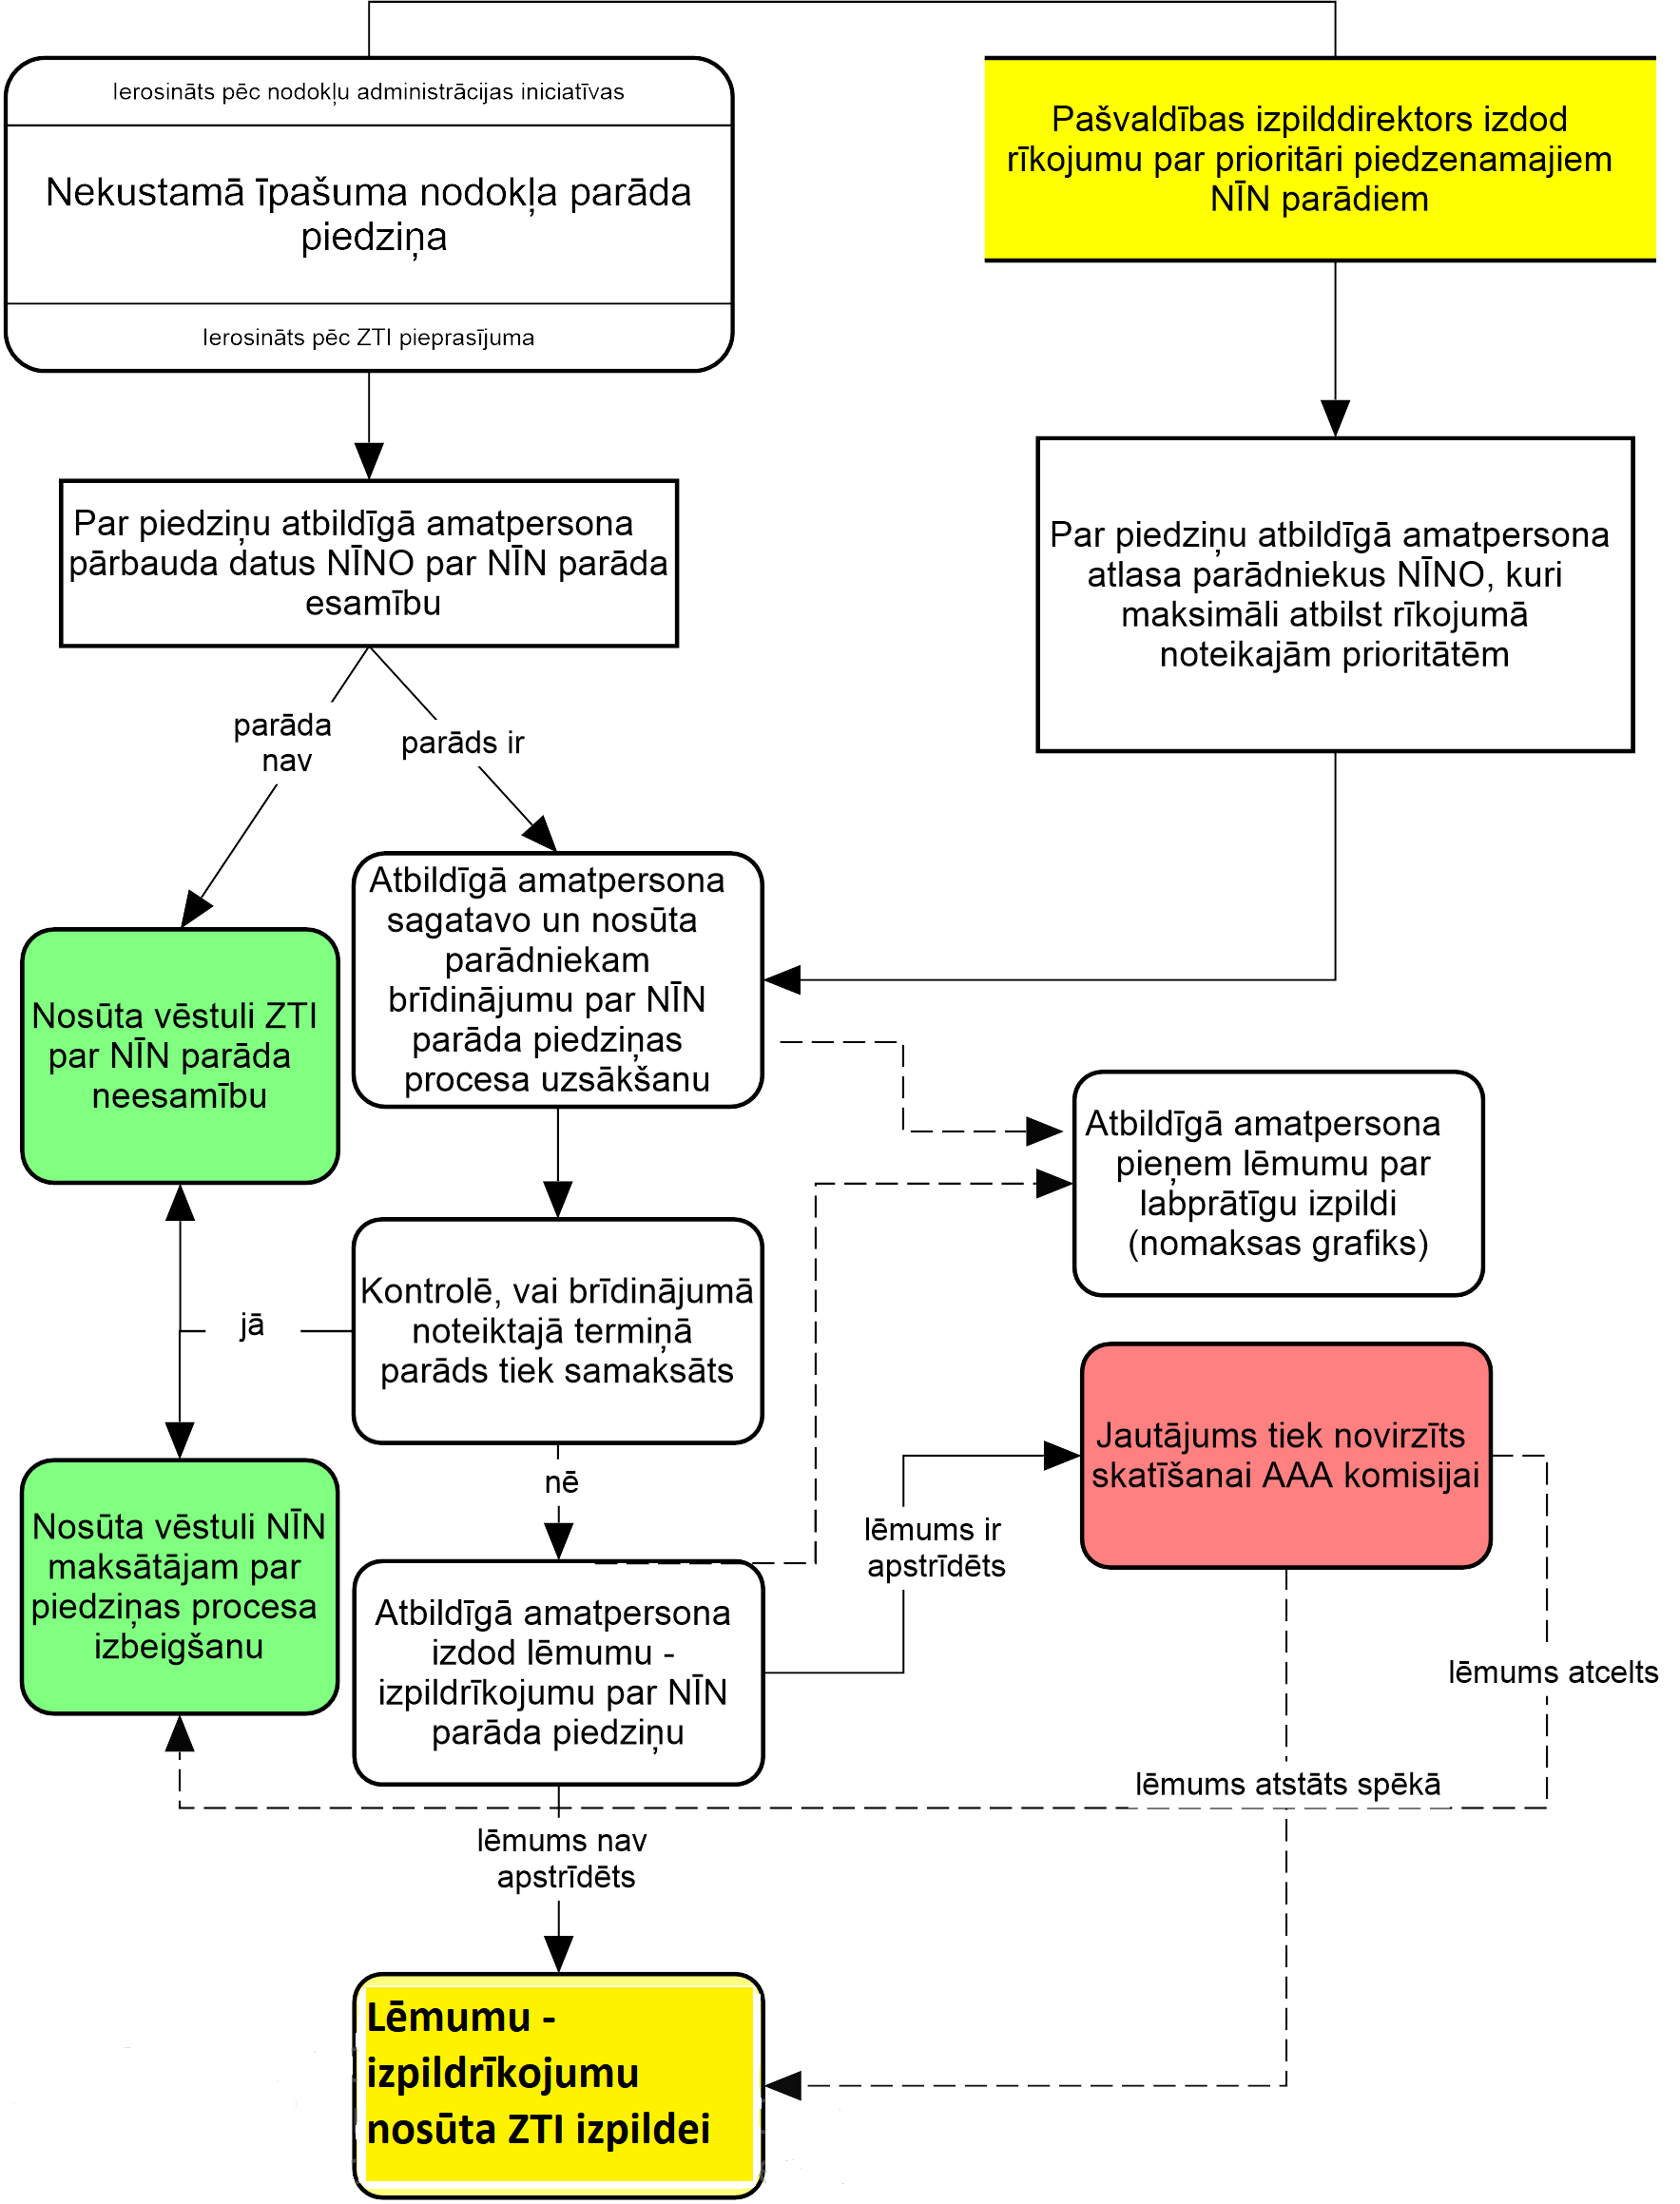 Ierosināts pēc nodokļu administrācijas iniciatīvas
Nekustamā īpašuma nodokļa parāda
piedziņa
Ierosināts pēc ZTI pieprasījuma
Pašvaldības izpilddirektors izdod
rīkojumu par prioritāri piedzenamajiem
NĪN parādiem
Par piedziņu atbildīgā amatpersona
pārbauda datus NĪNO par NĪN parāda
esamību
Par piedziņu atbildīgā amatpersona
atlasa parādniekus NĪNO, kuri
maksimāli atbilst rīkojumā
noteikajām prioritātēm
parāda
nav
parāds ir
Atbildīgā amatpersona
sagatavo un nosūta
parādniekam
brīdinājumu par NĪN
parāda piedziņas
procesa uzsākšanu
Nosūta vēstuli ZTI
par NĪN parāda
neesamību
Atbildīgā amatpersona
pieņem lēmumu par
labprātīgu izpildi
(nomaksas grafiks)
Kontrolē, vai brīdinājumā
noteiktajā termiņā
parāds tiek samaksāts
jā
nē
Jautājums tiek novirzīts
skatīšanai AAA komisijai
Nosūta vēstuli NĪN
maksātājam par
piedziņas procesa
izbeigšanu
lēmums ir
apstrīdēts
Atbildīgā amatpersona
izdod lēmumu -
izpildrīkojumu par NĪN
parāda piedziņu
lēmums atcelts
lēmums atstāts spēkā
lēmums nav
apstrīdēts
Lēmumu -
izpildrīkojumu
nosūta ZTI izpildei